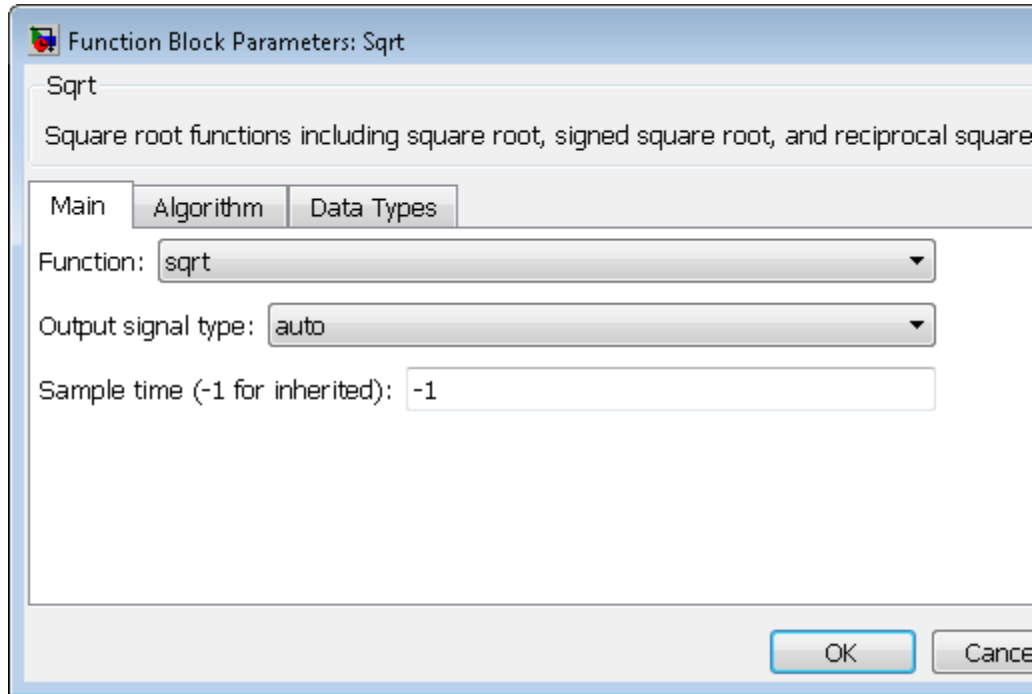 Function Block Parameters: Sqrt
Sqrt
Square root functions including square root, signed square root, and reciprocal square
Main Algorithm Data Types
Function: sqrt
Output signal type: auto
Sample time (-1 for inherited): -1
OK Cance